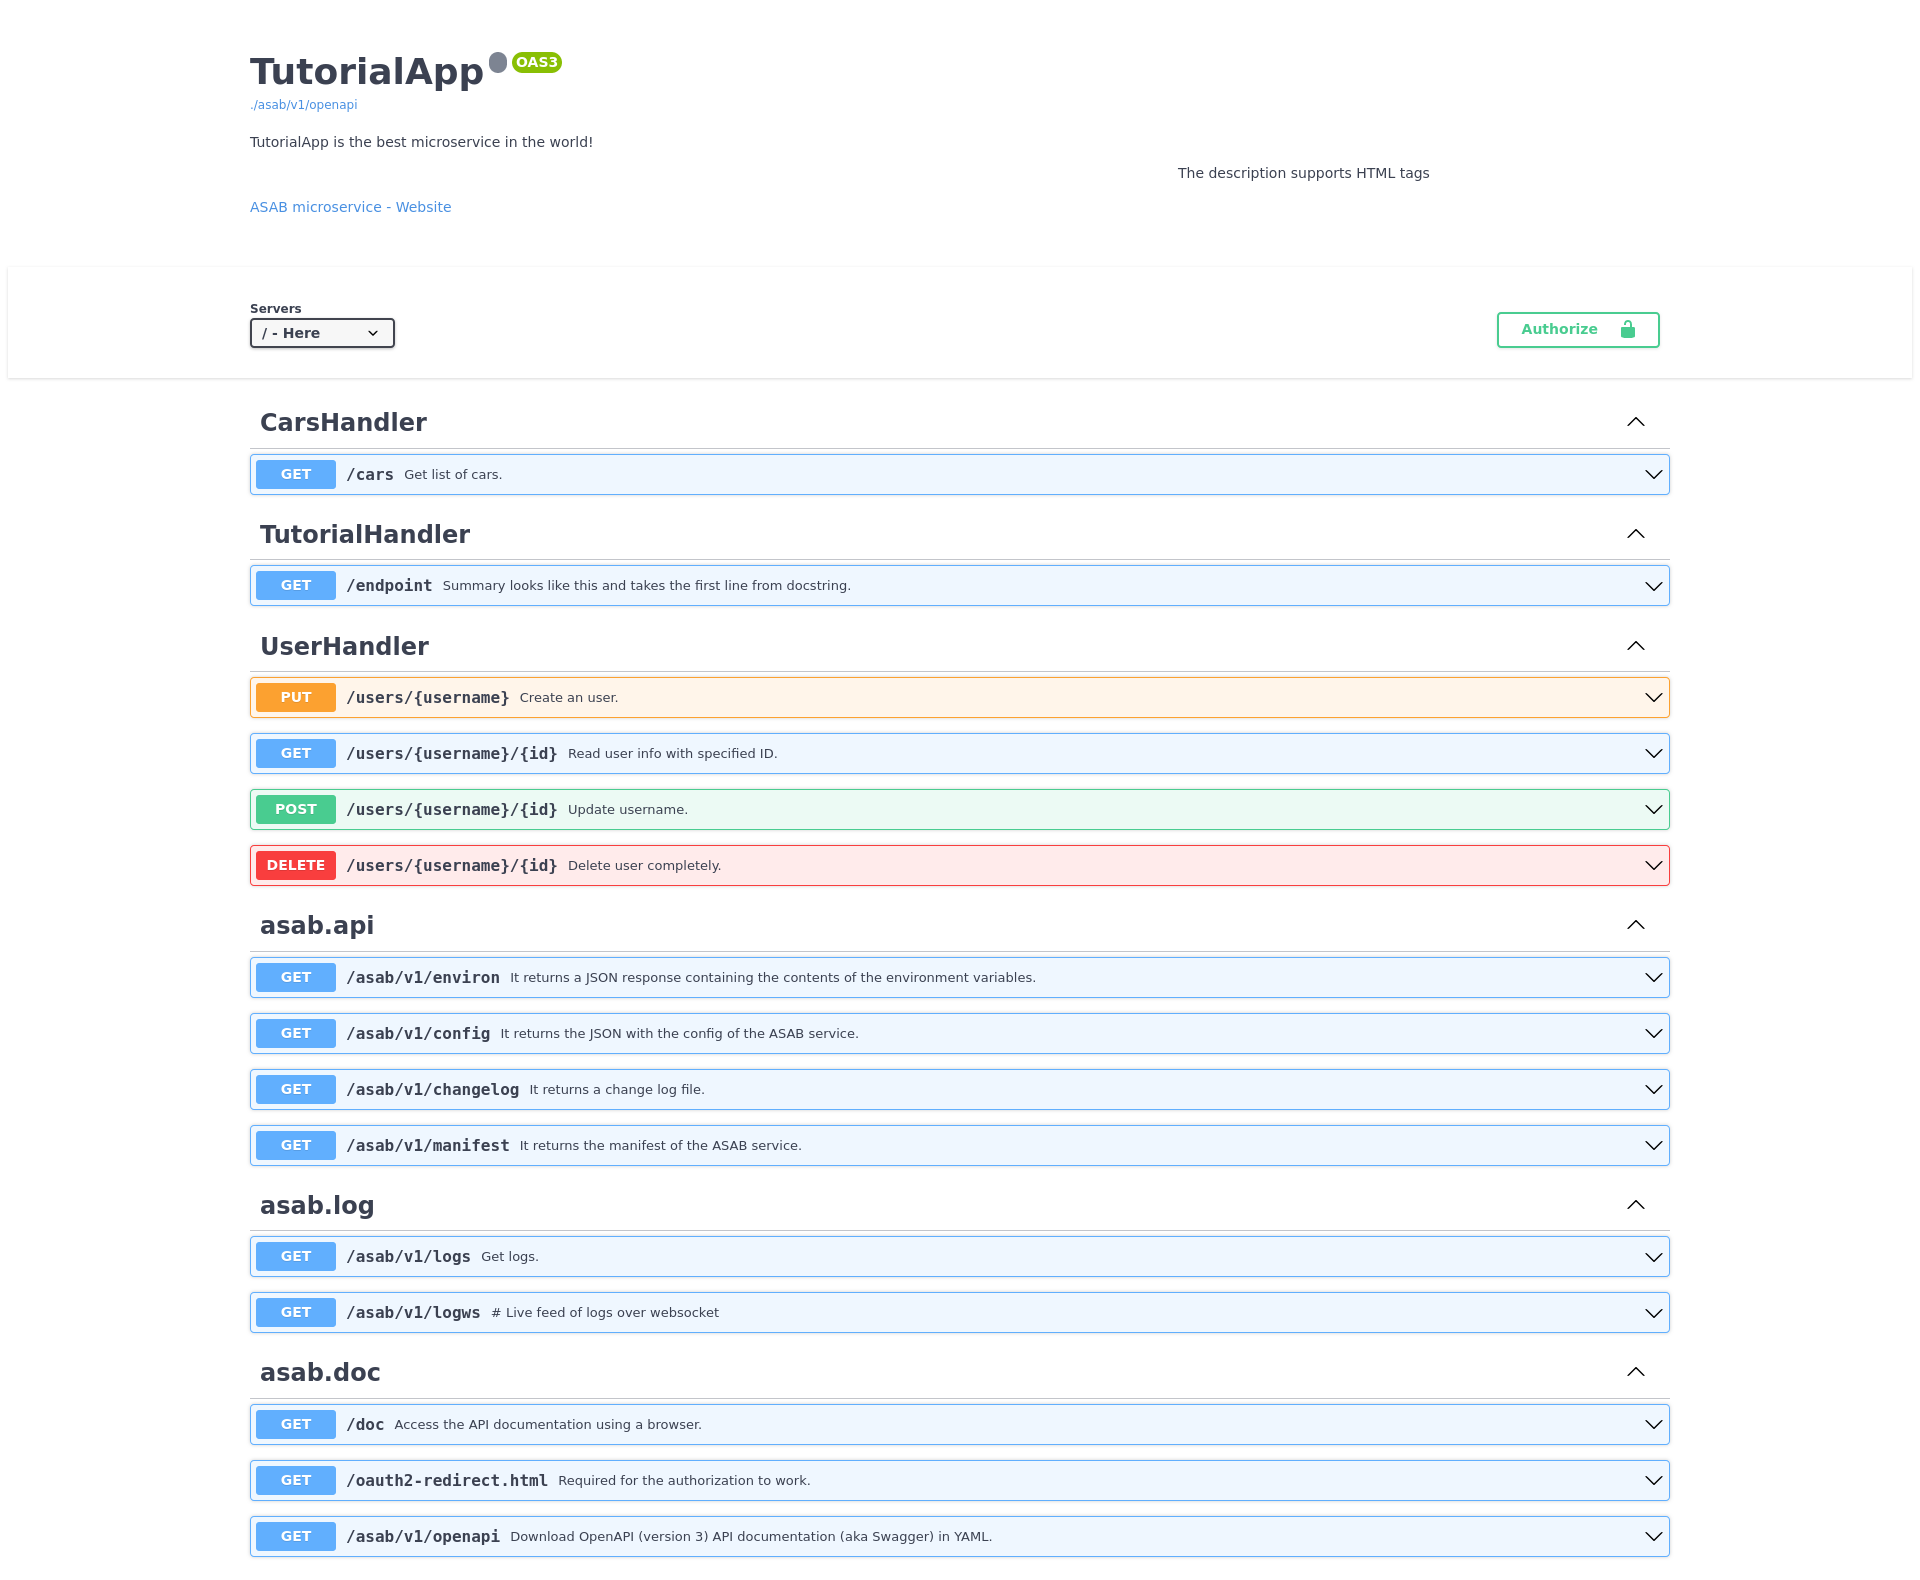 TutorialApp OAS3
./asab/v1/openapi
TutorialApp is the best microservice in the world!
The description supports HTML tags
ASAB microservice - Website
Servers
/ - Here
Authorize
CarsHandler
GET /cars Get list of cars.
TutorialHandler
GET /endpoint Summary looks like this and takes the first line from docstring.
UserHandler
PUT /users/{username} Create an user.
GET /users/{username}/{id} Read user info with specified ID.
POST /users/{username}/{id} Update username.
DELETE /users/{username}/{id} Delete user completely.
asab.api
GET /asab/v1/environ It returns a JSON response containing the contents of the environment variables.
GET /asab/v1/config It returns the JSON with the config of the ASAB service.
GET /asab/v1/changelog It returns a change log file.
GET /asab/v1/manifest It returns the manifest of the ASAB service.
asab.log
GET /asab/v1/logs Get logs.
GET /asab/v1/logws # Live feed of logs over websocket
asab.doc
GET /doc Access the API documentation using a browser.
GET /oauth2-redirect.html Required for the authorization to work.
GET /asab/v1/openapi Download OpenAPI (version 3) API documentation (aka Swagger) in YAML.